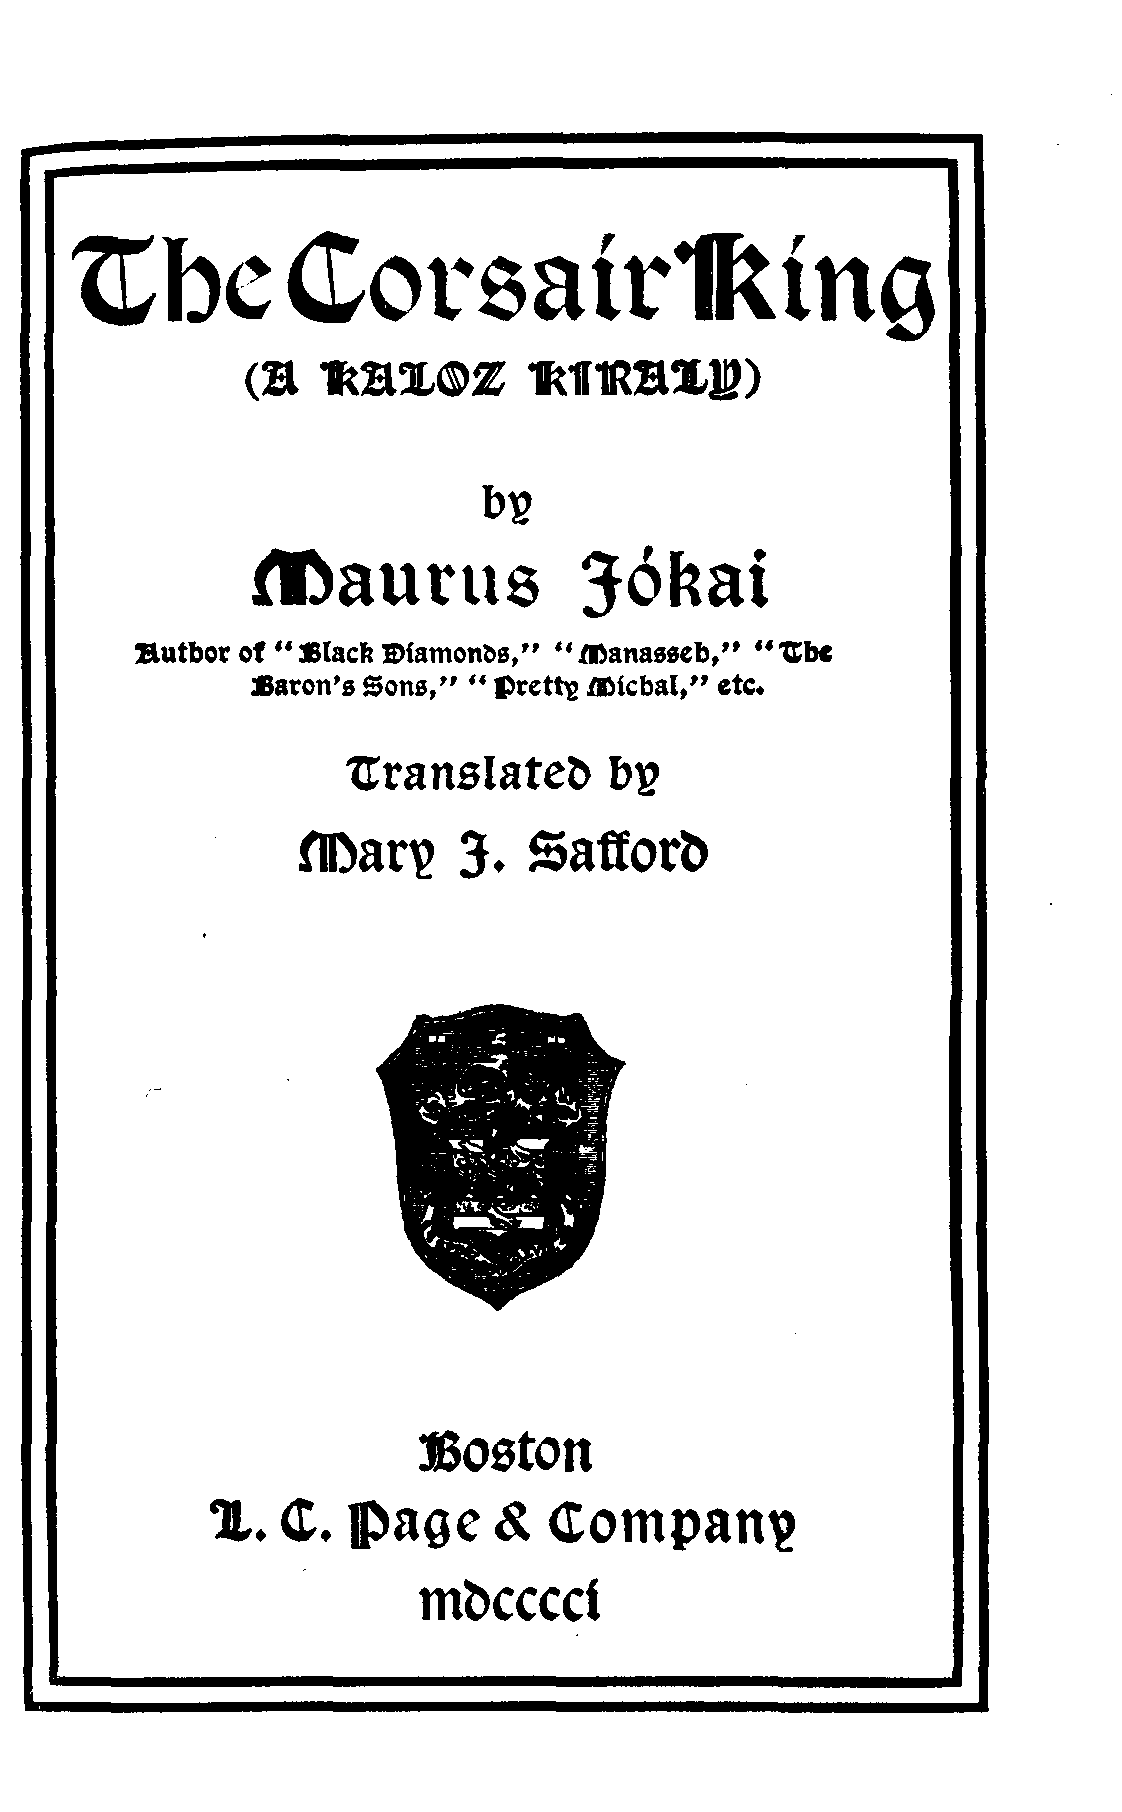 The Corsair King
(A KALOZ KIRALY)
by
Maurus Jókai
Author of “Black Diamonds,” “Manasseh,” “The
Baron's Sons,” “Pretty Michal,” etc.
Translated by
Mary J. Safford
Boston
L. C. Page & Company
mdcccci